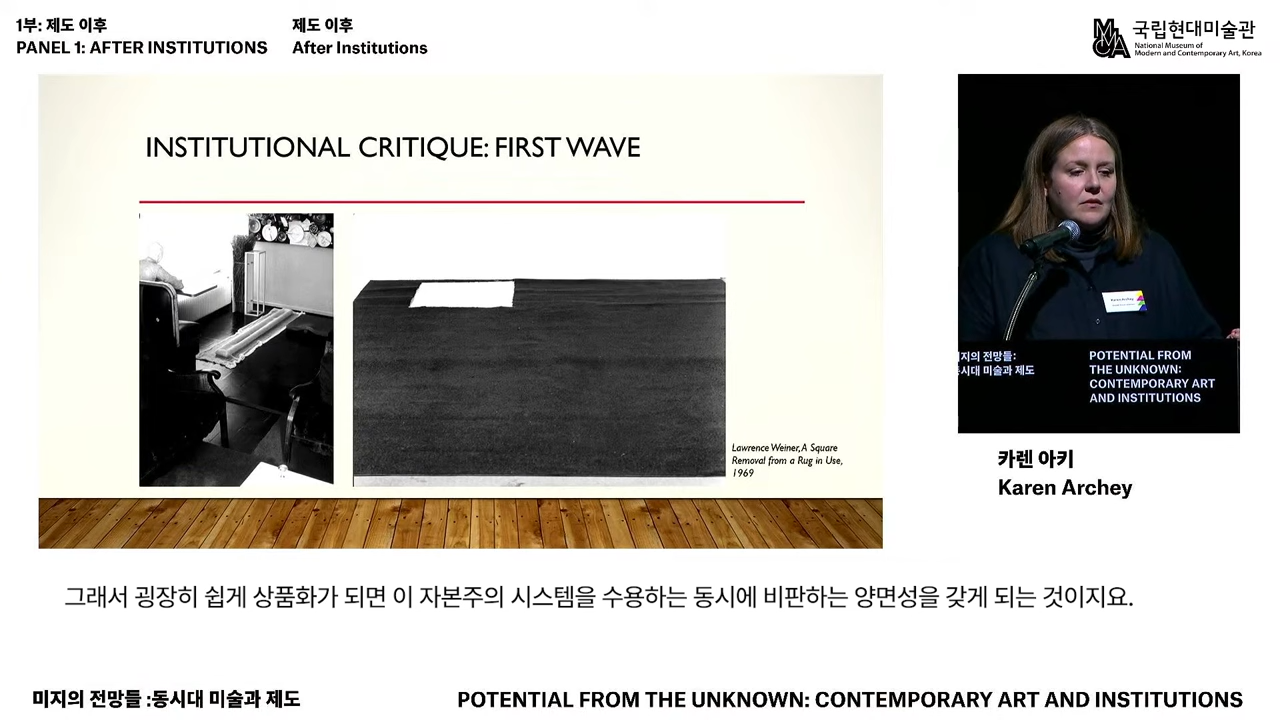 1부: 제도 이후
PANEL 1: AFTER INSTITUTIONS
제도 이후
After Institutions
MMCA
국립현대미술관
National Museum of
Modern and Contemporary Art, Korea
INSTITUTIONAL CRITIQUE: FIRST WAVE
Lawrence Weiner, A Square
Removal from a Rug in Use,
1969
Karen Archey
미지의 전망들:
동시대 미술과 제도
POTENTIAL FROM
THE UNKNOWN:
CONTEMPORARY ART
AND INSTITUTIONS
카렌 아키
Karen Archey
그래서 굉장히 쉽게 상품화가 되면 이 자본주의 시스템을 수용하는 동시에 비판하는 양면성을 갖게 되는 것이지요.
미지의 전망들 :동시대 미술과 제도
POTENTIAL FROM THE UNKNOWN: CONTEMPORARY ART AND INSTITUTIONS